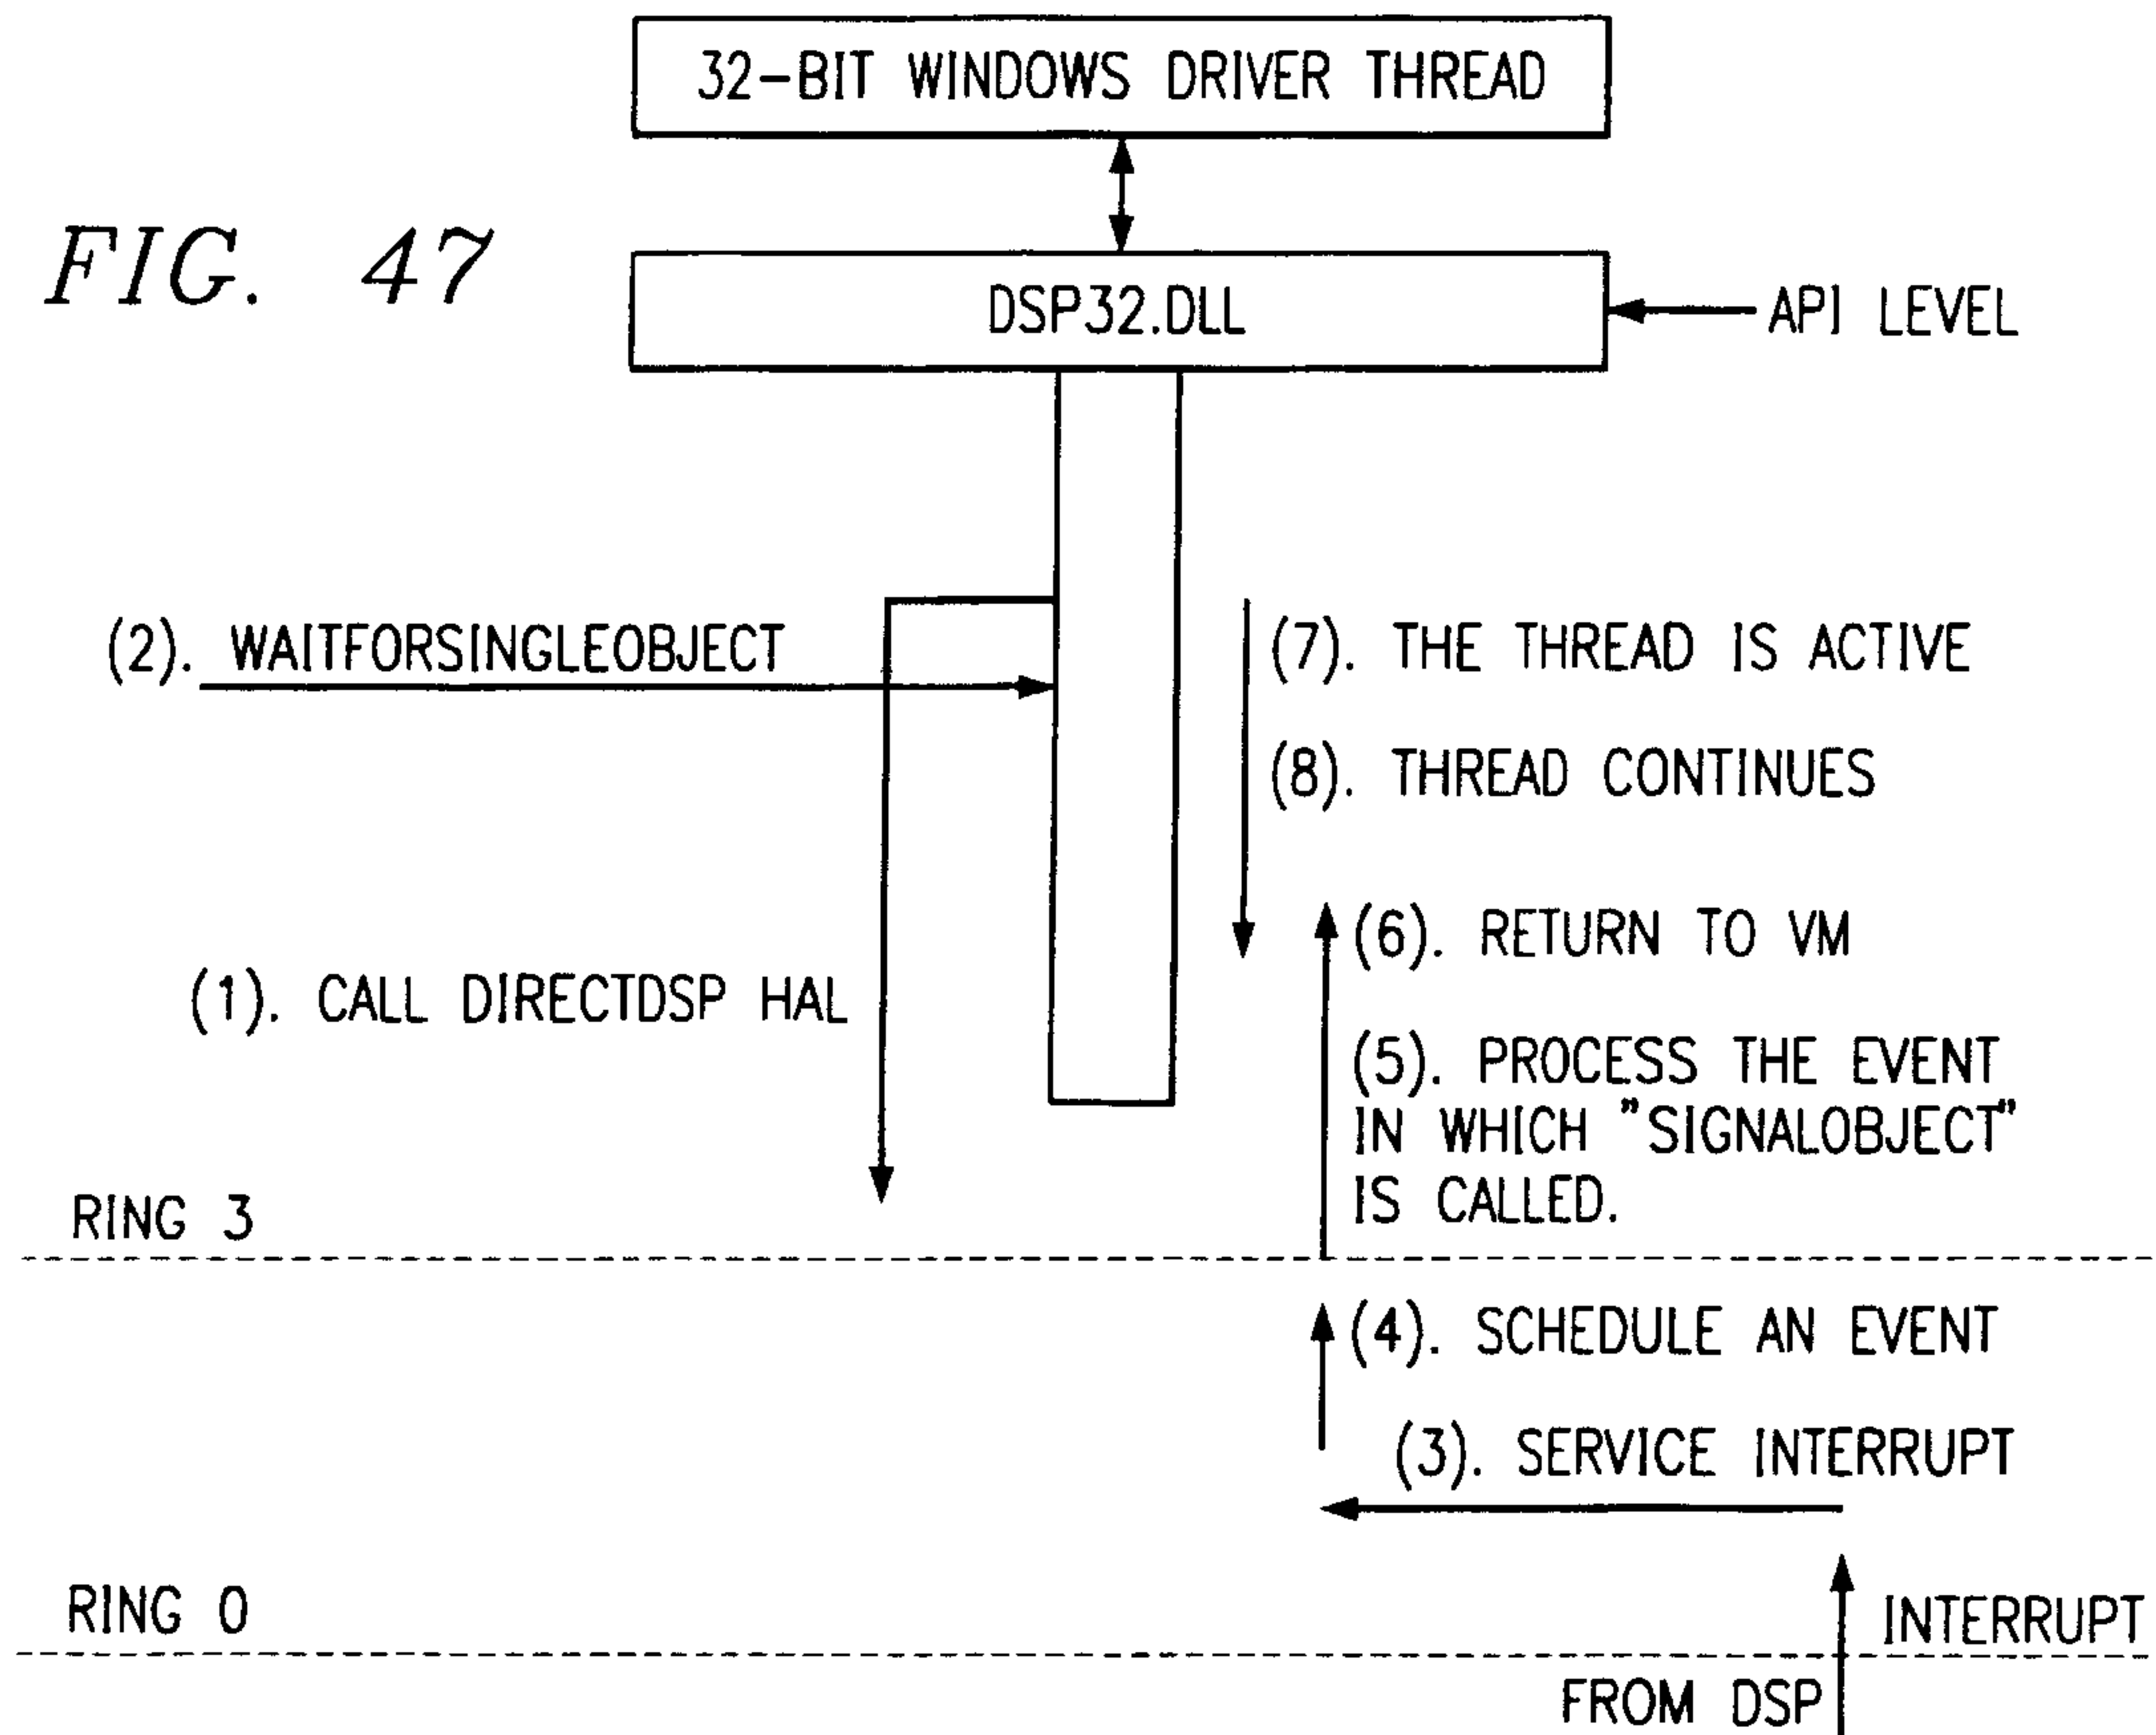 32-BIT WINDOWS DRIVER THREAD
FIG. 47
DSP32.DLL
API LEVEL
(2). WAITFORSINGLEOBJECT
(7). THE THREAD IS ACTIVE
(8). THREAD CONTINUES
(6). RETURN TO VM
(1). CALL DIRECTDSP HAL
(5). PROCESS THE EVENT
IN WHICH "SIGNALOBJECT"
IS CALLED.
RING 3
(4). SCHEDULE AN EVENT
(3). SERVICE INTERRUPT
RING 0
INTERRUPT
FROM DSP